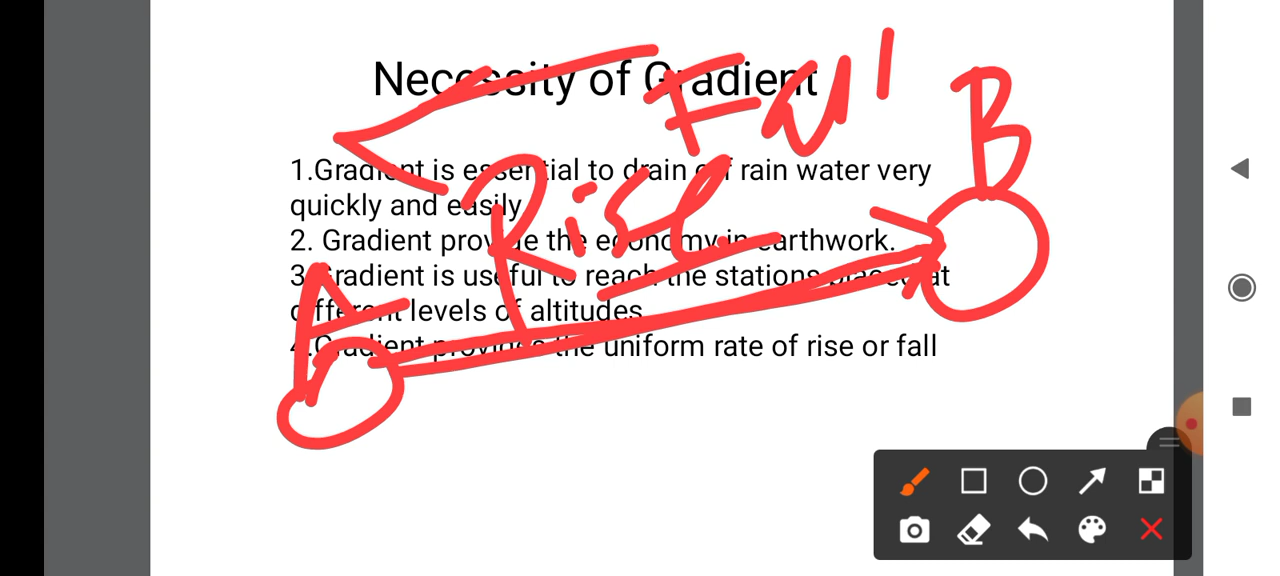 Necessity of Gradient
Fall
B
1.Gradient is essential to drain off rain water very
Rise
quickly and easily
2. Gradient provide the economy in earthwork.
3.Gradient is useful to reach the stations placed at
A
different levels of altitudes
4.Gradient provides the uniform rate of rise or fall